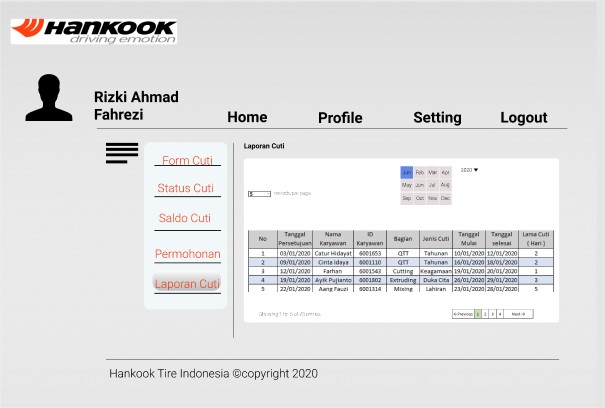 HANKOOK
driving emotion
Rizki Ahmad
Fahrezi
Home Profile Setting Logout
Form Cuti
Status Cuti
Saldo Cuti
Permohonan
Laporan Cuti
Laporan Cuti
Jan Feb Mar Apr
May Jun Jul Aug
Sep Oct Nov Dec
2020 ▼
5
records per page
No Tanggal Persetujuan Nama Karyawan ID Karyawan Bagian Jenis Cuti Tanggal Mulai Tanggal selesai Lama Cuti ( Hari )
1 03/01/2020 Catur Hidayat 6001653 QTT Tahunan 10/01/2020 12/01/2020 2
2 09/01/2020 Cinta Idaya 6001110 QTT Tahunan 16/01/2020 18/01/2020 2
3 12/01/2020 Farhan 6001543 Cutting Keagamaan 19/01/2020 20/01/2020 1
4 19/01/2020 Ayik Pujianto 6001802 Extruding Duka Cita 26/01/2020 29/01/2020 3
5 22/01/2020 Aang Fauzi 6001314 Mixing Lahiran 23/01/2020 28/01/2020 5
Showing 1 to 5 of 25 entries
Previous 1 2 3 4 Next
Hankook Tire Indonesia ©copyright 2020